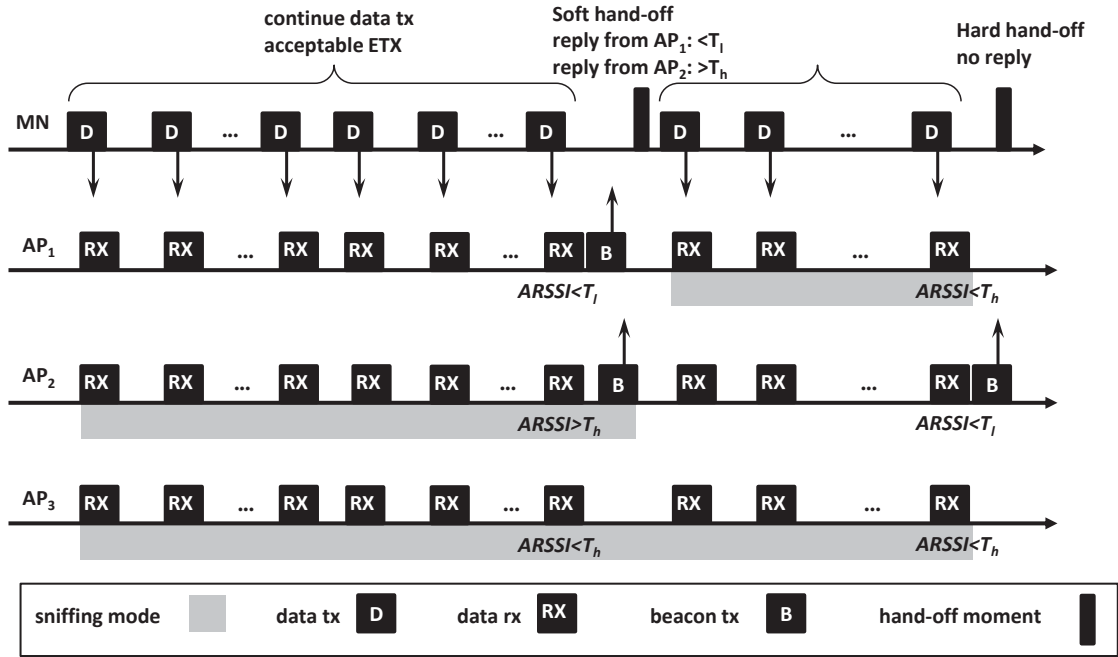 continue data tx
acceptable ETX
Soft hand-off
reply from AP1: <Tl
reply from AP2: >Th
Hard hand-off
no reply
MN D D ... D D D ... D D D ... D
AP1 RX RX ... RX RX RX ... RX B RX RX ... RX
ARSSI<Tl ARSSI<Th
AP2 RX RX ... RX RX RX ... RX B RX RX ... RX B
ARSSI>Th ARSSI<Tl
AP3 RX RX ... RX RX RX ... RX RX RX ... RX
ARSSI<Th ARSSI<Th
sniffing mode data tx D data rx RX beacon tx B hand-off moment